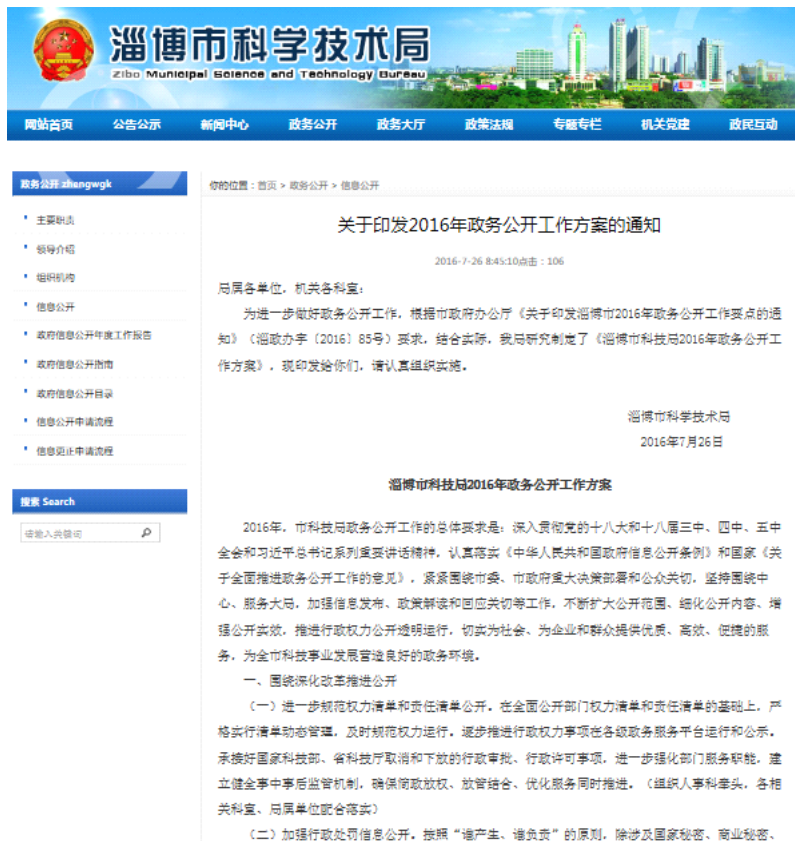 淄博市科学技术局
Zibo Municipal Science and Technology Bureau
网站首页 公告公示 新闻中心 政务公开 政务大厅 政策法规 专题专栏 机关党建 政民互动
政务公开 zhengwgk
主要职责
领导介绍
组织机构
信息公开
政府信息公开年度工作报告
政府信息公开指南
政府信息公开目录
信息公开申请流程
信息更正申请流程
搜索 Search
请输入关键词
你的位置：首页 > 政务公开 > 信息公开
关于印发2016年政务公开工作方案的通知
2016-7-26 8:45:10点击：106
局属各单位，机关各科室：
为进一步做好政务公开工作，根据市政府办公厅《关于印发淄博市2016年政务公开工作要点的通
知》（淄政办字〔2016〕85号）要求，结合实际，我局研究制定了《淄博市科技局2016年政务公开工
作方案》，现印发给你们，请认真组织实施。
淄博市科学技术局
2016年7月26日
淄博市科技局2016年政务公开工作方案
2016年，市科技局政务公开工作的总体要求是：深入贯彻党的十八大和十八届三中、四中、五中
全会和习近平总书记系列重要讲话精神，认真落实《中华人民共和国政府信息公开条例》和国家《关
于全面推进政务公开工作的意见》，紧紧围绕市委、市政府重大决策部署和公众关切，坚持围绕中
心、服务大局，加强信息发布、政策解读和回应关切等工作，不断扩大公开范围、细化公开内容、增
强公开实效，推进行政权力公开透明运行，切实为社会、为企业和群众提供优质、高效、便捷的服
务，为全市科技事业发展营造良好的政务环境。
一、围绕深化改革推进公开
（一）进一步规范权力清单和责任清单公开。在全面公开部门权力清单和责任清单的基础上，严
格实行清单动态管理，及时规范权力运行。逐步推进行政权力事项在各级政务服务平台运行和公示。
承接好国家科技部、省科技厅取消和下放的行政审批、行政许可事项，进一步强化部门服务职能，建
立健全事中事后监管机制，确保简政放权、放管结合、优化服务同时推进。（组织人事科牵头，各相
关科室、局属单位配合落实）
（二）加强行政处罚信息公开。按照“谁产生、谁负责”的原则，除涉及国家秘密、商业秘密、